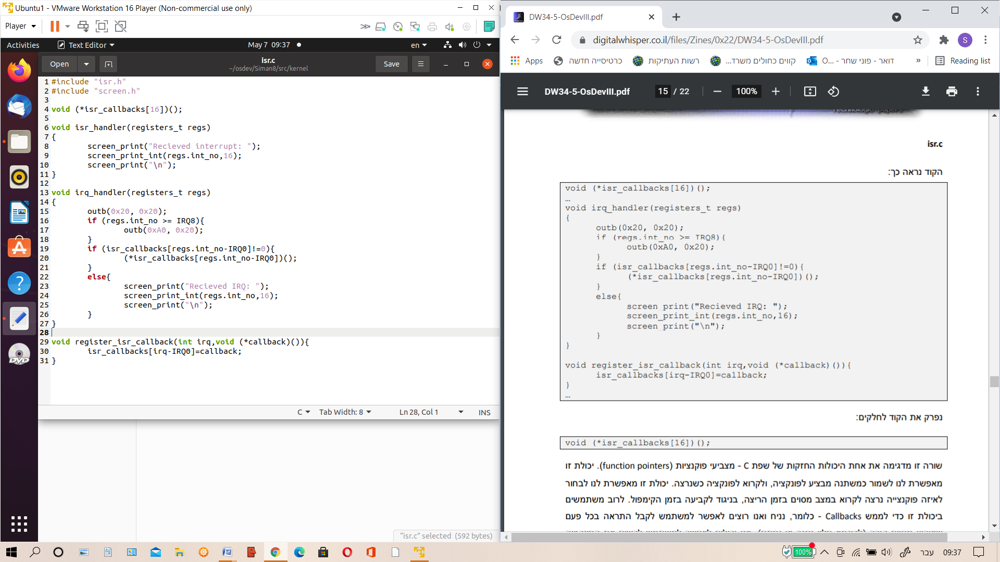 Ubuntu1 - VMware Workstation 16 Player (Non-commercial use only)
Player
Activities
Text Editor
May 7 09:37
en
Open
isr.c
~/osdev/Siman8/src/kernel
Save
1 #include "isr.h"
2 #include "screen.h"
3
4 void (*isr_callbacks[16])();
5
6 void isr_handler(registers_t regs)
7 {
8 screen_print("Recieved interrupt: ");
9 screen_print_int(regs.int_no,16);
10 screen_print("\n");
11 }
12
13 void irq_handler(registers_t regs)
14 {
15 outb(0x20, 0x20);
16 if (regs.int_no >= IRQ8){
17 outb(0xA0, 0x20);
18 }
19 if (isr_callbacks[regs.int_no-IRQ0]!=0){
20 (*isr_callbacks[regs.int_no-IRQ0])();
21 }
22 else{
23 screen_print("Recieved IRQ: ");
24 screen_print_int(regs.int_no,16);
25 screen_print("\n");
26 }
27 }
28
29 void register_isr_callback(int irq,void (*callback)()){
30 isr_callbacks[irq-IRQ0]=callback;
31 }
C
Tab Width: 8
Ln 28, Col 1
INS
"isr.c" selected (592 bytes)
DW34-5-OsDevIII.pdf
digitalwhisper.co.il/files/Zines/0x22/DW34-5-OsDevIII.pdf
S
Apps
כרטיסייה חדשה
רשות העתיקות
קווים כחולים משרד...
דואר - פוני שחר - ...O
»
Reading list
DW34-5-OsDevIII.pdf
15 / 22
100%
Technologic papers
isr.c
הקוד נראה כך:
void (*isr_callbacks[16])();
…
void irq_handler(registers_t regs)
{
outb(0x20, 0x20);
if (regs.int_no >= IRQ8){
outb(0xA0, 0x20);
}
if (isr_callbacks[regs.int_no-IRQ0]!=0){
(*isr_callbacks[regs.int_no-IRQ0])();
}
else{
screen_print("Recieved IRQ: ");
screen_print_int(regs.int_no,16);
screen_print("\n");
}
}
void register_isr_callback(int irq,void (*callback)()){
isr_callbacks[irq-IRQ0]=callback;
}
…
נפרק את הקוד לחלקים:
void (*isr_callbacks[16])();
שורה זו מדגימה את אחת היכולות החזקות של שפת C - מצביעי פוקנציות (function pointers). יכולת זו
מאפשרת לנו לשמור כמשתנה מבציע לפונקציה, ולקרוא לפונקציה כשנרצה. יכולת זו מאפשרת לנו לבחור
לאיזה פוקנצייה נרצה לקרוא במצב מסוים בזמן הריצה, בניגוד לקביעה בזמן הקימפול. לרוב משתמשים
ביכולת זו כדי לממש Callbacks - כלומר, נניח ואנו רוצים לאפשר למשתמש לקבל התראה בכל פעם
DVD
100%
עבר
09:37